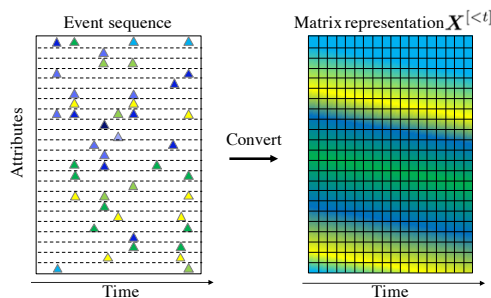 Event sequence
Matrix representation X^[<t]
Attributes
Convert
Time
Time